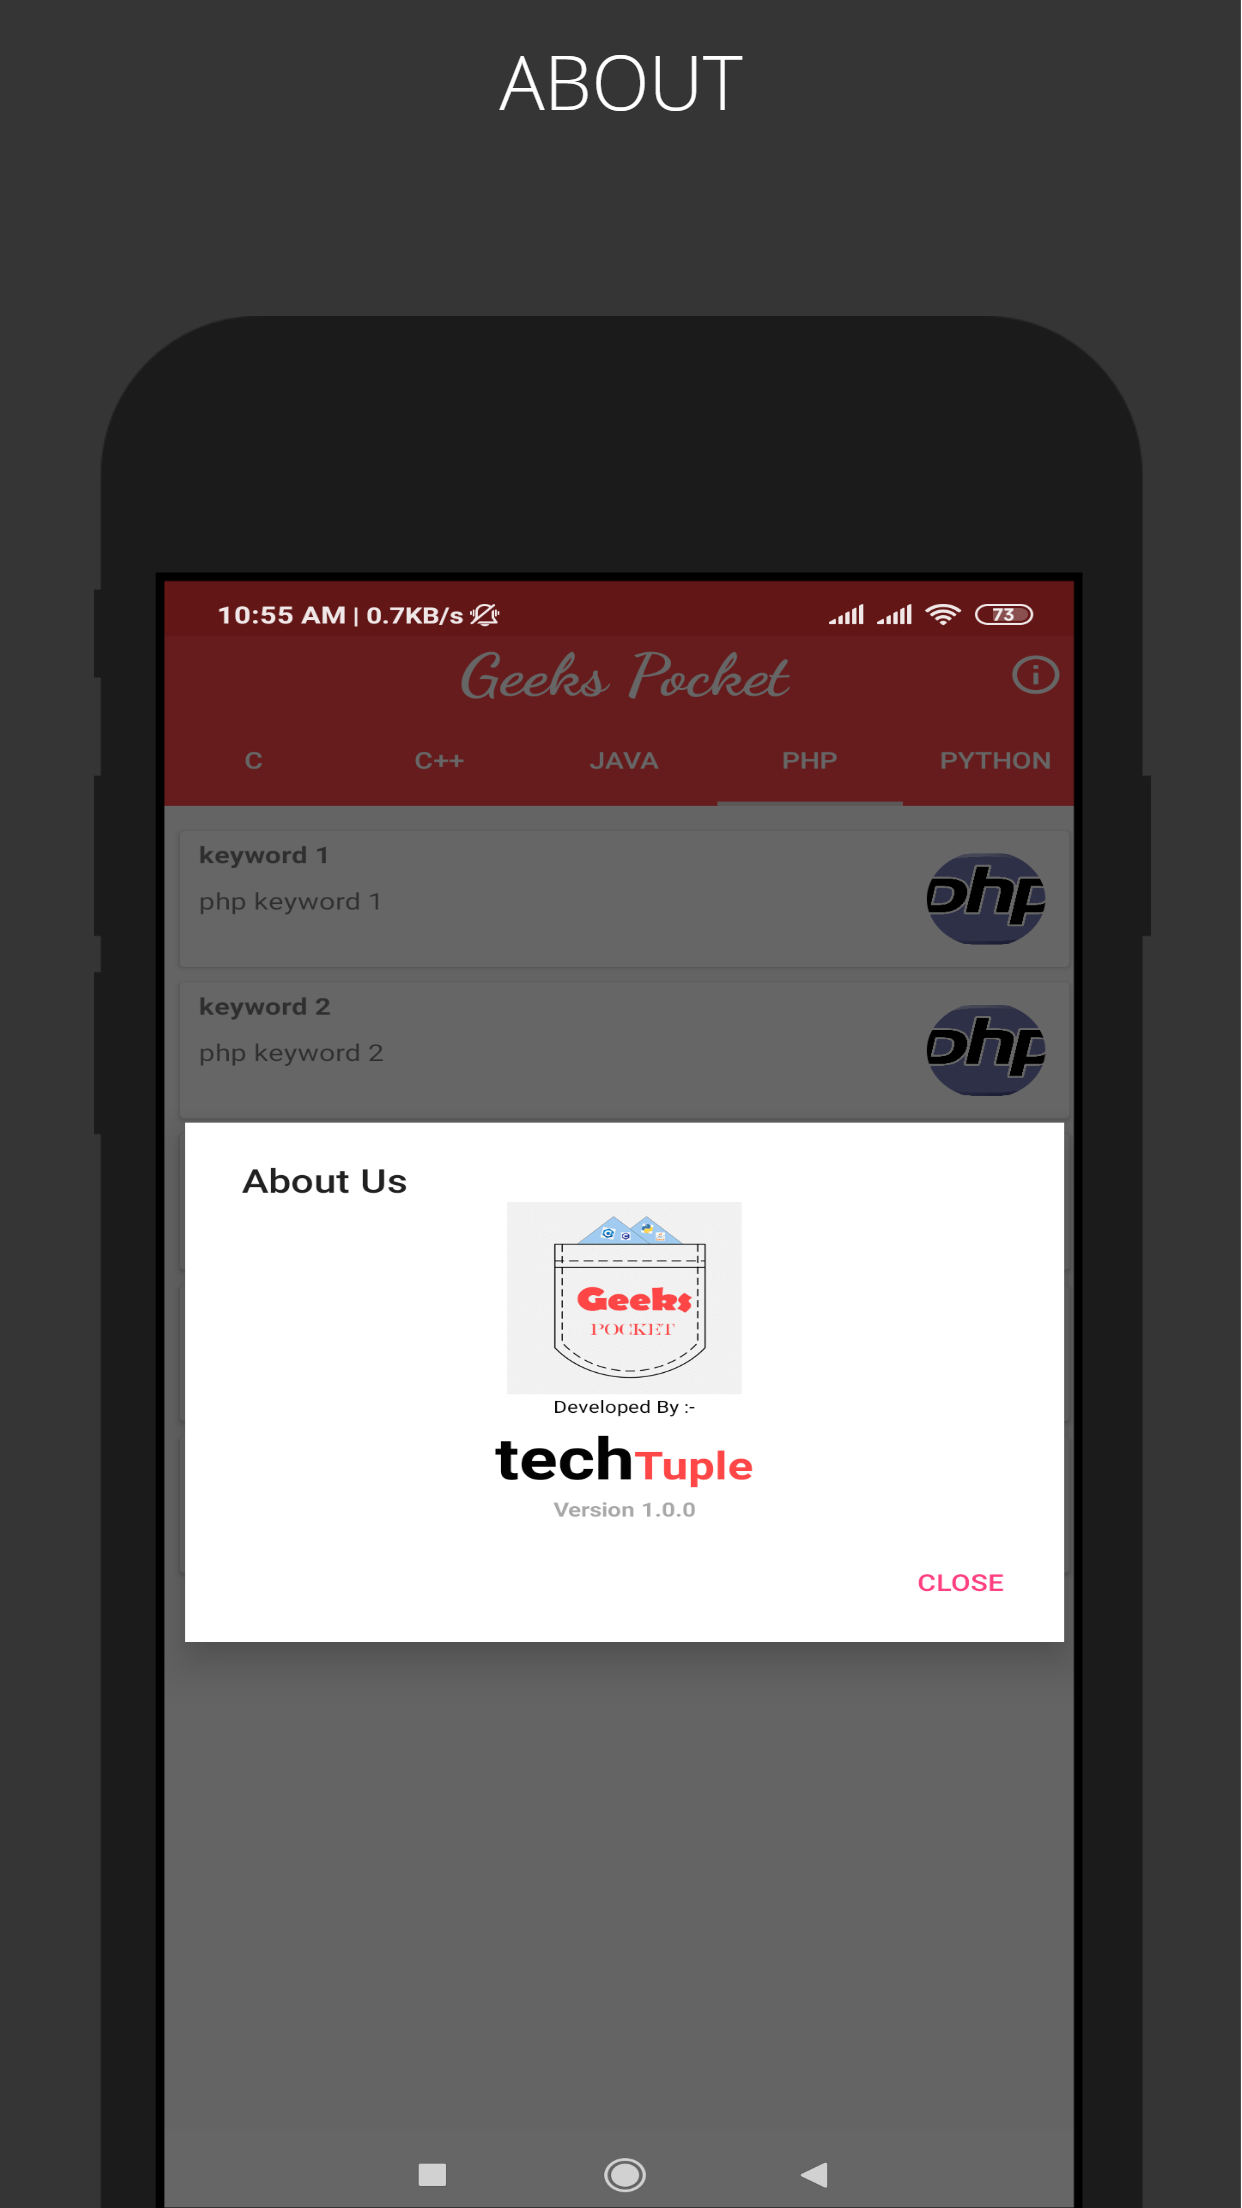 ABOUT
10:55 AM | 0.7KB/s 73
Geeks Pocket
C C++ JAVA PHP PYTHON
keyword 1
php keyword 1
php
keyword 2
php keyword 2
php
About Us
Geeks
POCKET
Developed By :-
techTuple
Version 1.0.0
CLOSE